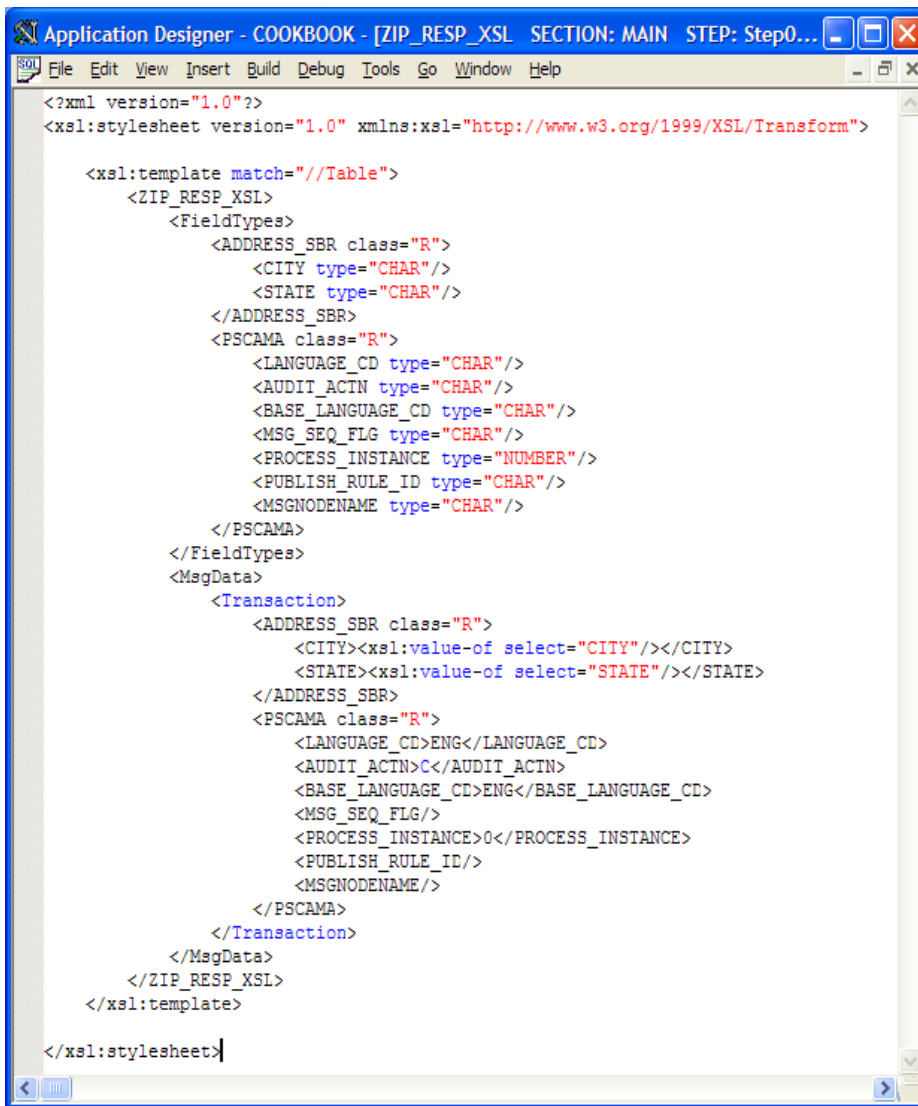 Application Designer - COOKBOOK - [ZIP_RESP_XSL SECTION: MAIN STEP: Step0...
SQL File Edit View Insert Build Debug Tools Go Window Help
<?xml version="1.0"?>
<xsl:stylesheet version="1.0" xmlns:xsl="http://www.w3.org/1999/XSL/Transform">
<xsl:template match="//Table">
<ZIP_RESP_XSL>
<FieldTypes>
<ADDRESS_SBR class="R">
<CITY type="CHAR"/>
<STATE type="CHAR"/>
</ADDRESS_SBR>
<PSCAMA class="R">
<LANGUAGE_CD type="CHAR"/>
<AUDIT_ACTN type="CHAR"/>
<BASE_LANGUAGE_CD type="CHAR"/>
<MSG_SEQ_FLG type="CHAR"/>
<PROCESS_INSTANCE type="NUMBER"/>
<PUBLISH_RULE_ID type="CHAR"/>
<MSGNODENAME type="CHAR"/>
</PSCAMA>
</FieldTypes>
<MsgData>
<Transaction>
<ADDRESS_SBR class="R">
<CITY><xsl:value-of select="CITY"/></CITY>
<STATE><xsl:value-of select="STATE"/></STATE>
</ADDRESS_SBR>
<PSCAMA class="R">
<LANGUAGE_CD>ENG</LANGUAGE_CD>
<AUDIT_ACTN>C</AUDIT_ACTN>
<BASE_LANGUAGE_CD>ENG</BASE_LANGUAGE_CD>
<MSG_SEQ_FLG/>
<PROCESS_INSTANCE>0</PROCESS_INSTANCE>
<PUBLISH_RULE_ID/>
<MSGNODENAME/>
</PSCAMA>
</Transaction>
</MsgData>
</ZIP_RESP_XSL>
</xsl:template>
</xsl:stylesheet>